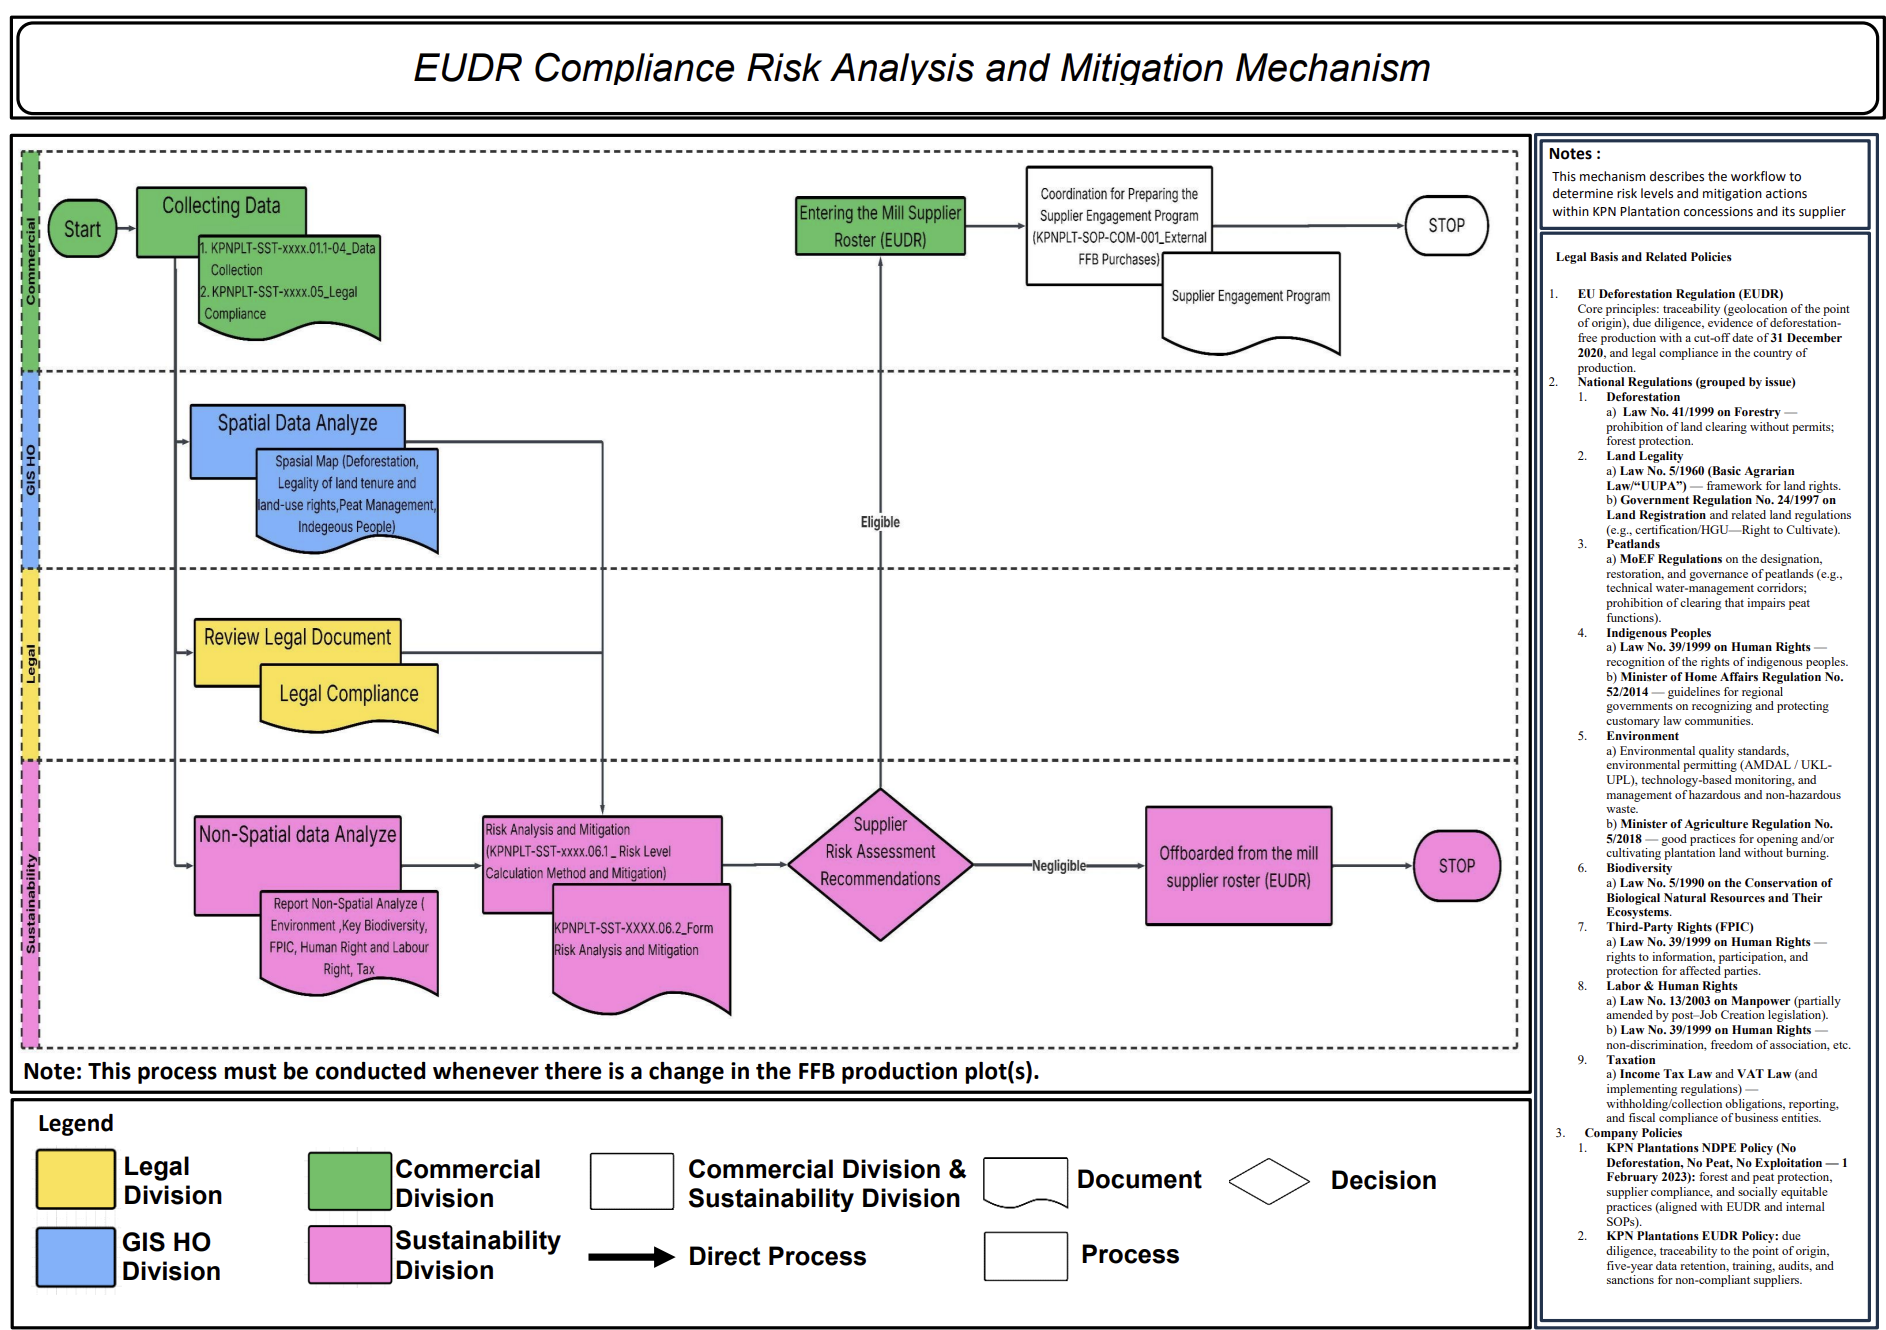 EUDR Compliance Risk Analysis and Mitigation Mechanism
Commercial
Start
Collecting Data
1. KPNPLT-SST-xxxx.01.1-04_Data
Collection
2. KPNPLT-SST-xxxx.05_Legal
Compliance
Entering the Mill Supplier
Roster (EUDR)
Coordination for Preparing the
Supplier Engagement Program
(KPNPLT-SOP-COM-001_External
FFB Purchases)
Supplier Engagement Program
STOP
GIS HO
Spatial Data Analyze
Spasial Map (Deforestation,
Legality of land tenure and
land-use rights,Peat Management,
Indegeous People)
Eligible
Legal
Review Legal Document
Legal Compliance
Sustainability
Non-Spatial data Analyze
Report Non-Spatial Analyze (
Environment ,Key Biodiversity,
FPIC, Human Right and Labour
Right, Tax
Risk Analysis and Mitigation
(KPNPLT-SST-xxxx.06.1 _ Risk Level
Calculation Method and Mitigation)
KPNPLT-SST-XXXX.06.2_Form
Risk Analysis and Mitigation
Supplier
Risk Assessment
Recommendations
Negligible
Offboarded from the mill
supplier roster (EUDR)
STOP
Note: This process must be conducted whenever there is a change in the FFB production plot(s).
Legend
Legal
Division
Commercial
Division
Commercial Division &
Sustainability Division
Document
Decision
GIS HO
Division
Sustainability
Division
Direct Process
Process
Notes :
This mechanism describes the workflow to
determine risk levels and mitigation actions
within KPN Plantation concessions and its supplier
Legal Basis and Related Policies
1. EU Deforestation Regulation (EUDR)
Core principles: traceability (geolocation of the point
of origin), due diligence, evidence of deforestation-
free production with a cut-off date of 31 December
2020, and legal compliance in the country of
production.
2. National Regulations (grouped by issue)
1. Deforestation
a) Law No. 41/1999 on Forestry —
prohibition of land clearing without permits;
forest protection.
2. Land Legality
a) Law No. 5/1960 (Basic Agrarian
Law/“UUPA”) — framework for land rights.
b) Government Regulation No. 24/1997 on
Land Registration and related land regulations
(e.g., certification/HGU—Right to Cultivate).
3. Peatlands
a) MoEF Regulations on the designation,
restoration, and governance of peatlands (e.g.,
technical water-management corridors;
prohibition of clearing that impairs peat
functions).
4. Indigenous Peoples
a) Law No. 39/1999 on Human Rights —
recognition of the rights of indigenous peoples.
b) Minister of Home Affairs Regulation No.
52/2014 — guidelines for regional
governments on recognizing and protecting
customary law communities.
5. Environment
a) Environmental quality standards,
environmental permitting (AMDAL / UKL-
UPL), technology-based monitoring, and
management of hazardous and non-hazardous
waste.
b) Minister of Agriculture Regulation No.
5/2018 — good practices for opening and/or
cultivating plantation land without burning.
6. Biodiversity
a) Law No. 5/1990 on the Conservation of
Biological Natural Resources and Their
Ecosystems.
7. Third-Party Rights (FPIC)
a) Law No. 39/1999 on Human Rights —
rights to information, participation, and
protection for affected parties.
8. Labor & Human Rights
a) Law No. 13/2003 on Manpower (partially
amended by post–Job Creation legislation).
b) Law No. 39/1999 on Human Rights —
non-discrimination, freedom of association, etc.
9. Taxation
a) Income Tax Law and VAT Law (and
implementing regulations) —
withholding/collection obligations, reporting,
and fiscal compliance of business entities.
3. Company Policies
1. KPN Plantations NDPE Policy (No
Deforestation, No Peat, No Exploitation — 1
February 2023): forest and peat protection,
supplier compliance, and socially equitable
practices (aligned with EUDR and internal
SOPs).
2. KPN Plantations EUDR Policy: due
diligence, traceability to the point of origin,
five-year data retention, training, audits, and
sanctions for non-compliant suppliers.